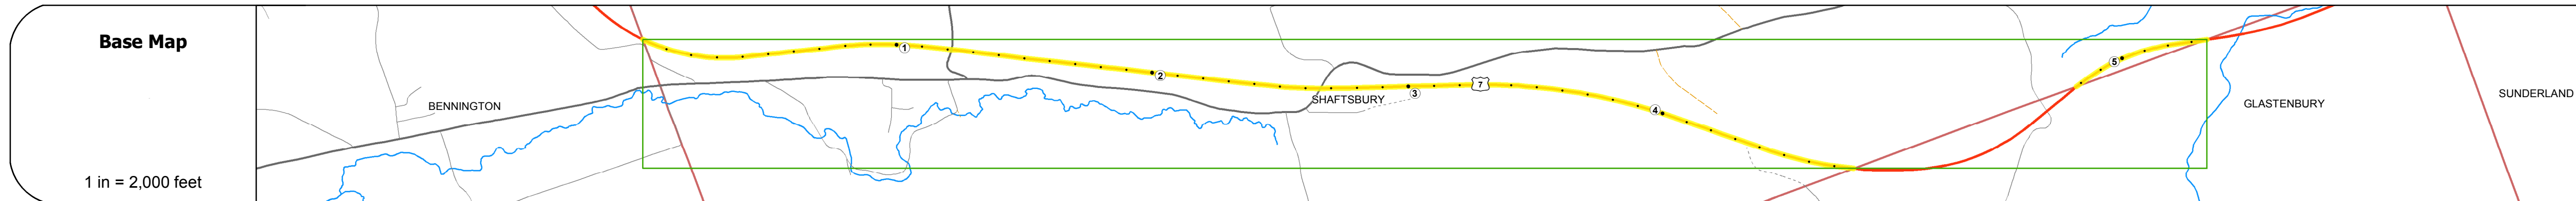 Base Map
1 in = 2,000 feet
BENNINGTON
1
2
SHAFTSBURY
3
7
4
5
GLASTENBURY
SUNDERLAND